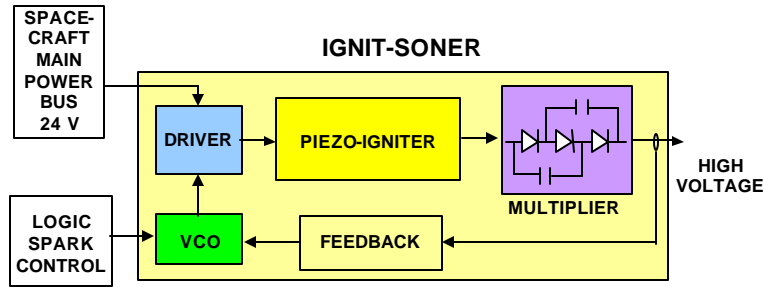 SPACE-
CRAFT
MAIN
POWER
BUS
24 V
IGNIT-SONER
DRIVER
PIEZO-IGNITER
MULTIPLIER
HIGH
VOLTAGE
LOGIC
SPARK
CONTROL
VCO
FEEDBACK